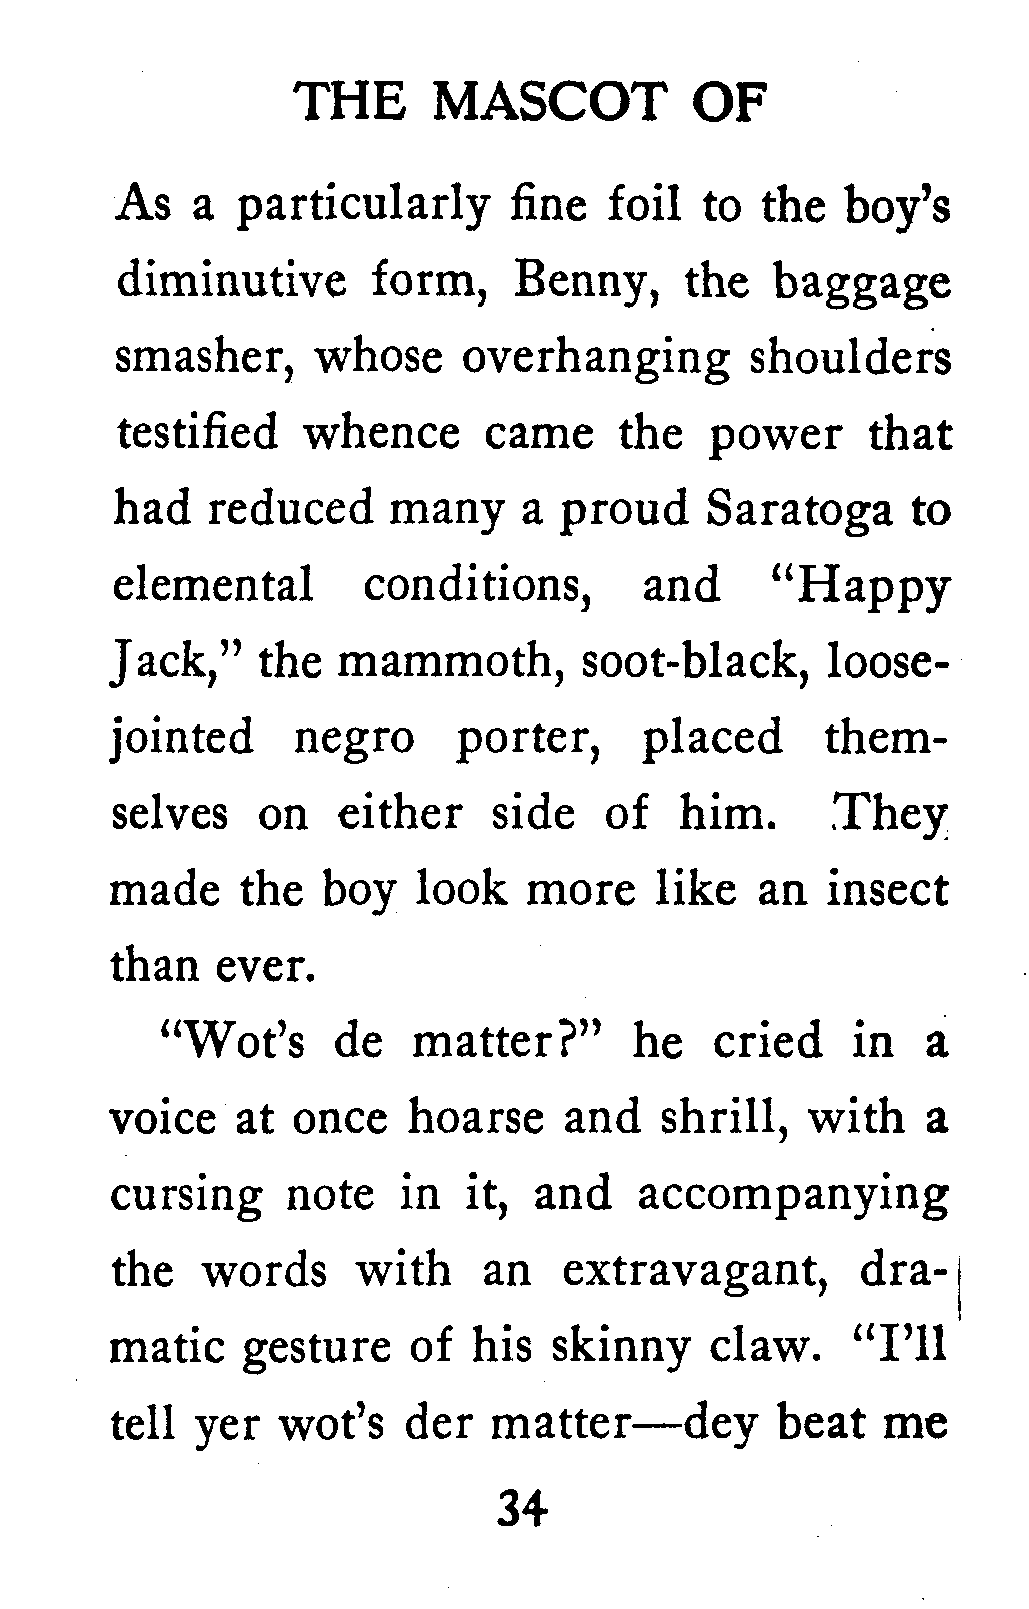 THE MASCOT OF
As a particularly fine foil to the boy's
diminutive form, Benny, the baggage
smasher, whose overhanging shoulders
testified whence came the power that
had reduced many a proud Saratoga to
elemental conditions, and "Happy
Jack," the mammoth, soot-black, loose-
jointed negro porter, placed them-
selves on either side of him. They
made the boy look more like an insect
than ever.
"Wot's de matter?" he cried in a
voice at once hoarse and shrill, with a
cursing note in it, and accompanying
the words with an extravagant, dra-
matic gesture of his skinny claw. "I'll
tell yer wot's der matter—dey beat me
34